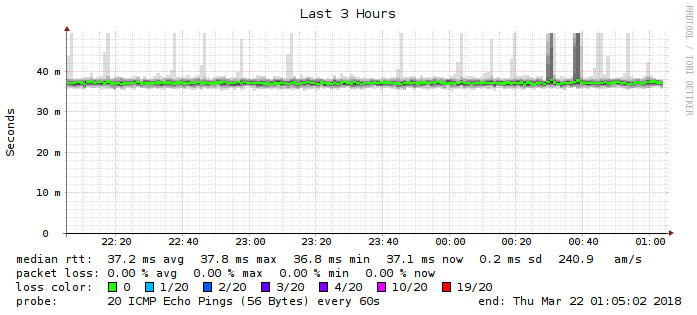 Last 3 Hours
RRDTOOL / TOBI OETIKER
Seconds
40 m
30 m
20 m
10 m
0
22:20 22:40 23:00 23:20 23:40 00:00 00:20 00:40 01:00
median rtt: 37.2 ms avg 37.8 ms max 36.8 ms min 37.1 ms now 0.2 ms sd 240.9 am/s
packet loss: 0.00 % avg 0.00 % max 0.00 % min 0.00 % now
loss color: 0 1/20 2/20 3/20 4/20 10/20 19/20
probe: 20 ICMP Echo Pings (56 Bytes) every 60s end: Thu Mar 22 01:05:02 2018